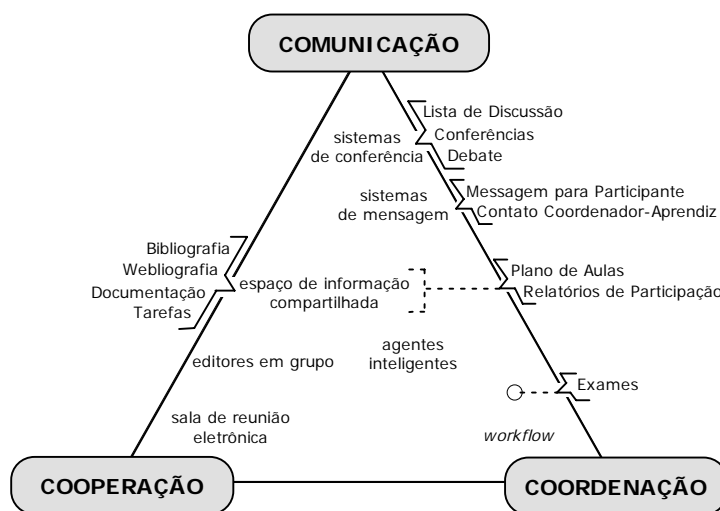 COMUNICAÇÃO
Lista de Discussão
sistemas
de conferência
Conferências
Debate
sistemas
de mensagem
Messagem para Participante
Contato Coordenador-Aprendiz
Bibliografia
Webliografia
Documentação
Tarefas
espaço de informação
compartilhada
Plano de Aulas
Relatórios de Participação
editores em grupo
agentes
inteligentes
Exames
sala de reunião
eletrônica
workflow
COOPERAÇÃO
COORDENAÇÃO